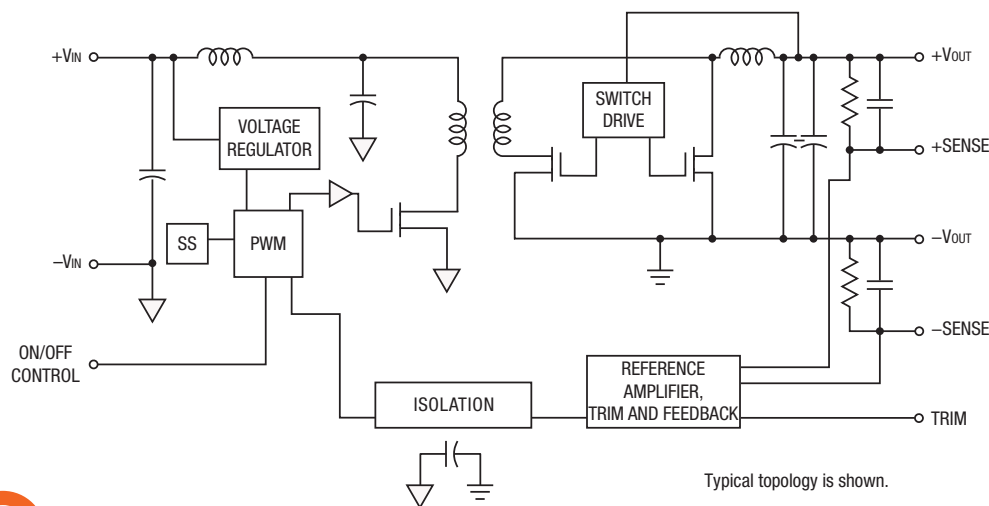 +VIN
VOLTAGE
REGULATOR
SWITCH
DRIVE
+VOUT
+SENSE
SS
PWM
−VIN
−VOUT
ON/OFF
CONTROL
−SENSE
ISOLATION
REFERENCE
AMPLIFIER,
TRIM AND FEEDBACK
TRIM
Typical topology is shown.